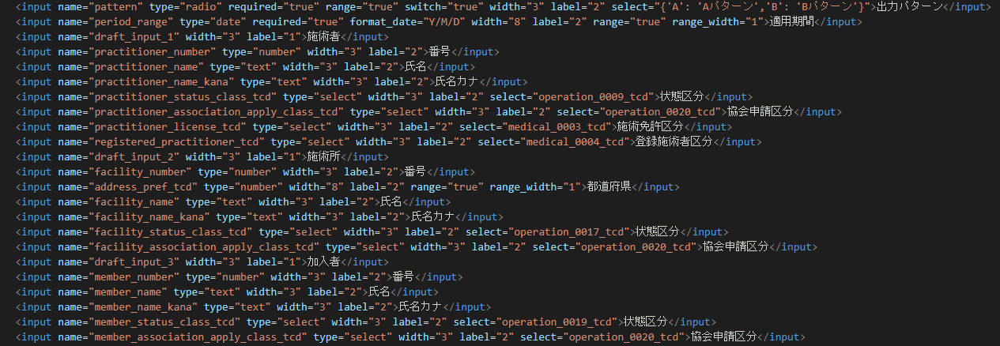 <input name="pattern" type="radio" required="true" range="true" switch="true" width="3" label="2" select="{'A': 'Aパターン','B': 'Bパターン'}">出力パターン</input>
<input name="period_range" type="date" required="true" format_date="Y/M/D" width="8" label="2" range="true" range_width="1">適用期間</input>
<input name="draft_input_1" width="3" label="1">施術者</input>
<input name="practitioner_number" type="number" width="3" label="2">番号</input>
<input name="practitioner_name" type="text" width="3" label="2">氏名</input>
<input name="practitioner_name_kana" type="text" width="3" label="2">氏名カナ</input>
<input name="practitioner_status_class_tcd" type="select" width="3" label="2" select="operation_0009_tcd">状態区分</input>
<input name="practitioner_association_apply_class_tcd" type="select" width="3" label="2" select="operation_0020_tcd">協会申請区分</input>
<input name="practitioner_license_tcd" type="select" width="3" label="2" select="medical_0003_tcd">施術免許区分</input>
<input name="registered_practitioner_tcd" type="select" width="3" label="2" select="medical_0004_tcd">登録施術者区分</input>
<input name="draft_input_2" width="3" label="1">施術所</input>
<input name="facility_number" type="number" width="3" label="2">番号</input>
<input name="address_pref_tcd" type="number" width="8" label="2" range="true" range_width="1">都道府県</input>
<input name="facility_name" type="text" width="3" label="2">氏名</input>
<input name="facility_name_kana" type="text" width="3" label="2">氏名カナ</input>
<input name="facility_status_class_tcd" type="select" width="3" label="2" select="operation_0017_tcd">状態区分</input>
<input name="facility_association_apply_class_tcd" type="select" width="3" label="2" select="operation_0020_tcd">協会申請区分</input>
<input name="draft_input_3" width="3" label="1">加入者</input>
<input name="member_number" type="number" width="3" label="2">番号</input>
<input name="member_name" type="text" width="3" label="2">氏名</input>
<input name="member_name_kana" type="text" width="3" label="2">氏名カナ</input>
<input name="member_status_class_tcd" type="select" width="3" label="2" select="operation_0019_tcd">状態区分</input>
<input name="member_association_apply_class_tcd" type="select" width="3" label="2" select="operation_0020_tcd">協会申請区分</input>